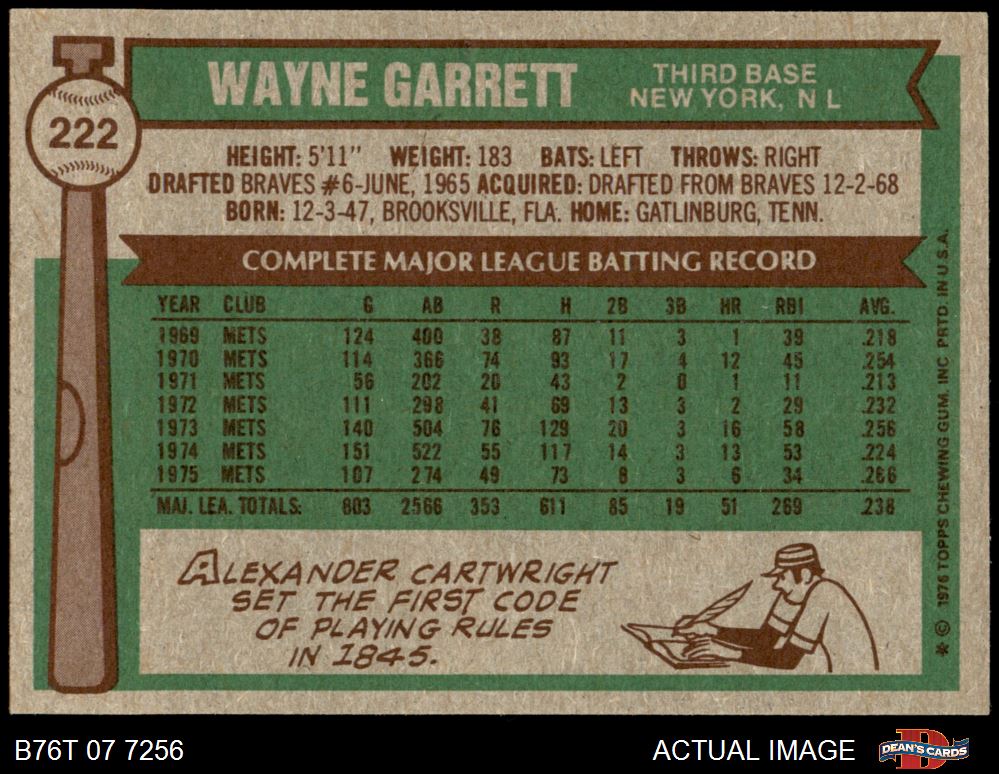 222
WAYNE GARRETT
THIRD BASE
NEW YORK, N L
HEIGHT: 5'11" WEIGHT: 183 BATS: LEFT THROWS: RIGHT
DRAFTED BRAVES #6-JUNE, 1965 ACQUIRED: DRAFTED FROM BRAVES 12-2-68
BORN: 12-3-47, BROOKSVILLE, FLA. HOME: GATLINBURG, TENN.
COMPLETE MAJOR LEAGUE BATTING RECORD
YEAR CLUB G AB R H 2B 3B HR RBI AVG.
1969 METS 124 400 38 87 11 3 1 39 .218
1970 METS 114 366 74 93 17 4 12 45 .254
1971 METS 56 202 20 43 2 0 1 11 .213
1972 METS 111 298 41 69 13 3 2 29 .232
1973 METS 140 504 76 129 20 3 16 58 .256
1974 METS 151 522 55 117 14 3 13 53 .224
1975 METS 107 274 49 73 8 3 6 34 .266
MAJ. LEA. TOTALS: 803 2566 353 611 85 19 51 269 .238
ALEXANDER CARTWRIGHT
SET THE FIRST CODE
OF PLAYING RULES
IN 1845.
* © 1976 TOPPS CHEWING GUM, INC. PRTD. IN U.S.A.
B76T 07 7256
ACTUAL IMAGE
DEAN'S CARDS